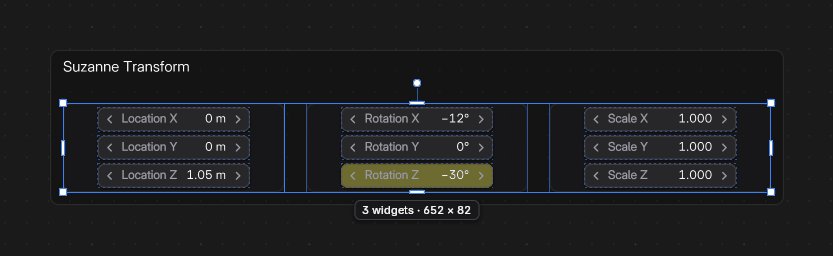 Suzanne Transform
Location X 0 m
Location Y 0 m
Location Z 1.05 m
Rotation X −12°
Rotation Y 0°
Rotation Z −30°
Scale X 1.000
Scale Y 1.000
Scale Z 1.000
3 widgets · 652 × 82